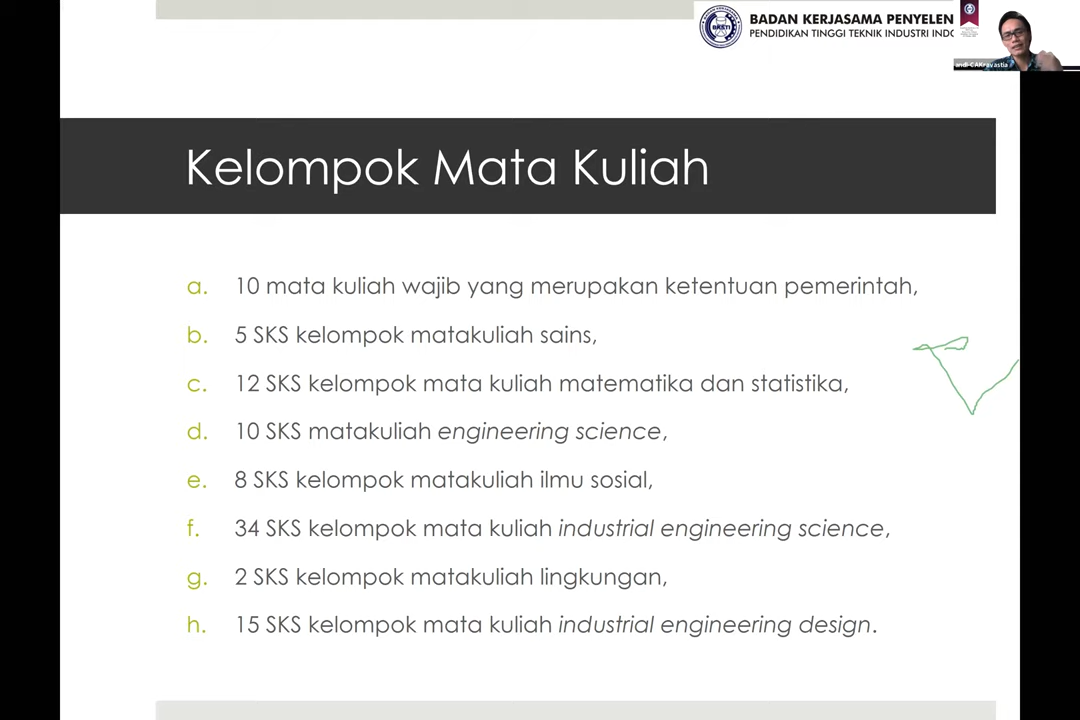 BADAN KERJASAMA PENYELEN
PENDIDIKAN TINGGI TEKNIK INDUSTRI INDO
BKSTI
Kelompok Mata Kuliah
a. 10 mata kuliah wajib yang merupakan ketentuan pemerintah,
b. 5 SKS kelompok matakuliah sains,
c. 12 SKS kelompok mata kuliah matematika dan statistika,
d. 10 SKS matakuliah engineering science,
e. 8 SKS kelompok matakuliah ilmu sosial,
f. 34 SKS kelompok mata kuliah industrial engineering science,
g. 2 SKS kelompok matakuliah lingkungan,
h. 15 SKS kelompok mata kuliah industrial engineering design.